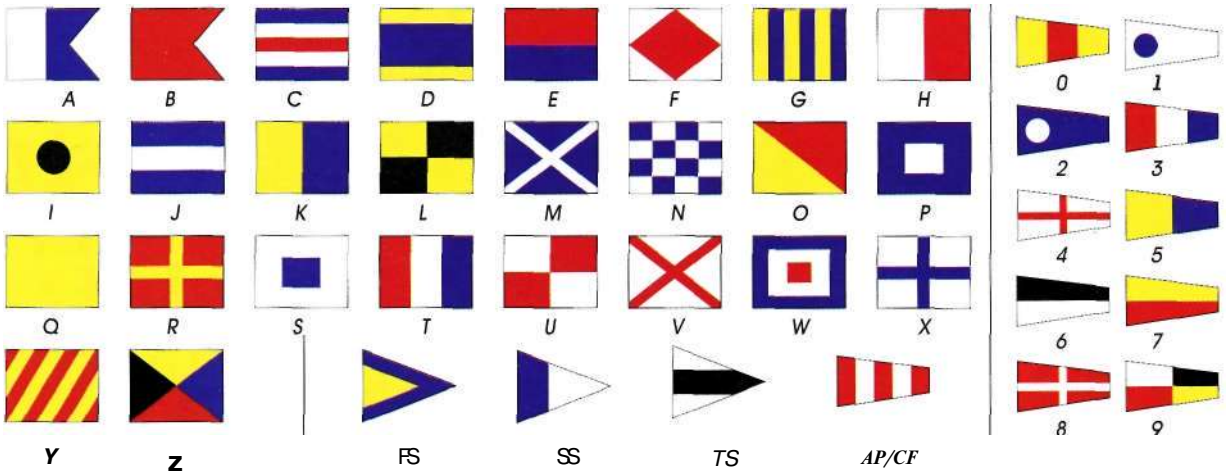 A B C D E F G H
0 1
I J K L M N O P
2 3
4 5
Q R S T U V W X
6 7
8 9
Y Z FS SS TS AP/CF